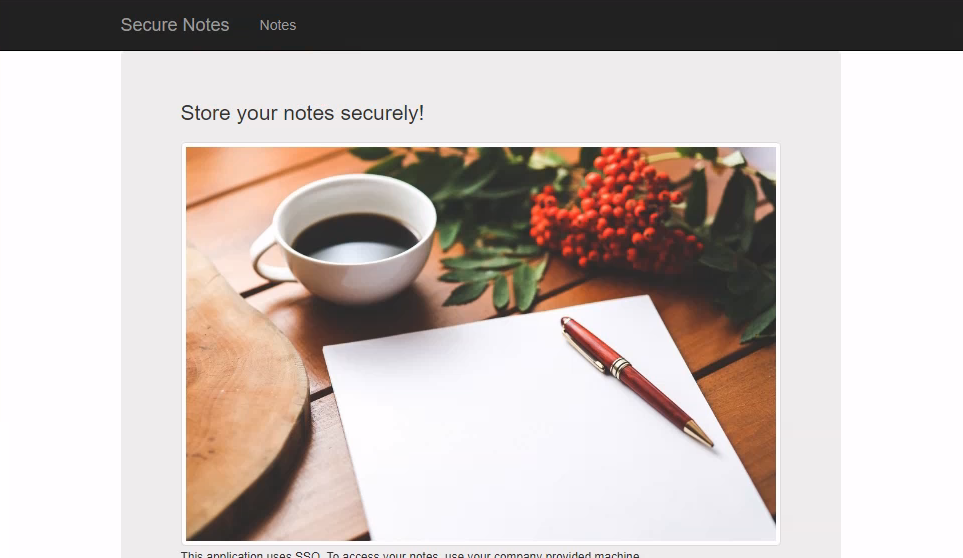 Secure Notes Notes
Store your notes securely!
This application uses SSO. To access your notes, use your company provided machine.